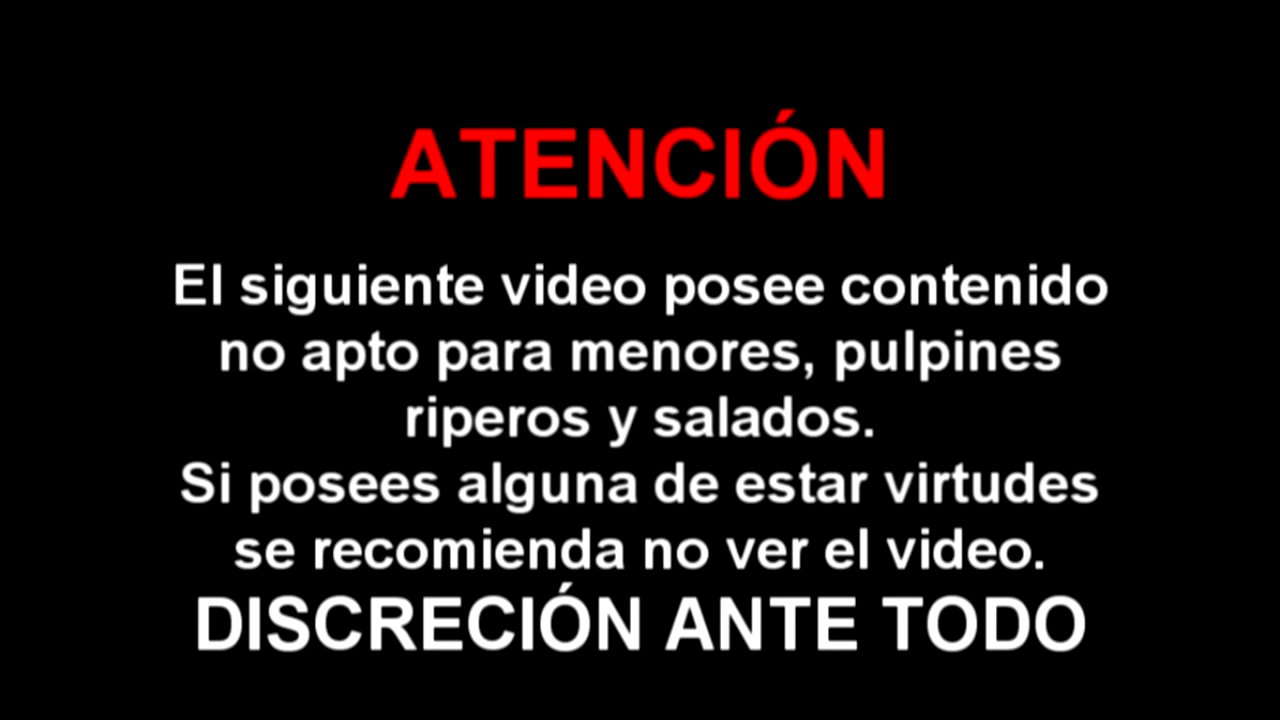 ATENCIÓN
El siguiente video posee contenido
no apto para menores, pulpines
riperos y salados.
Si posees alguna de estar virtudes
se recomienda no ver el video.
DISCRECIÓN ANTE TODO